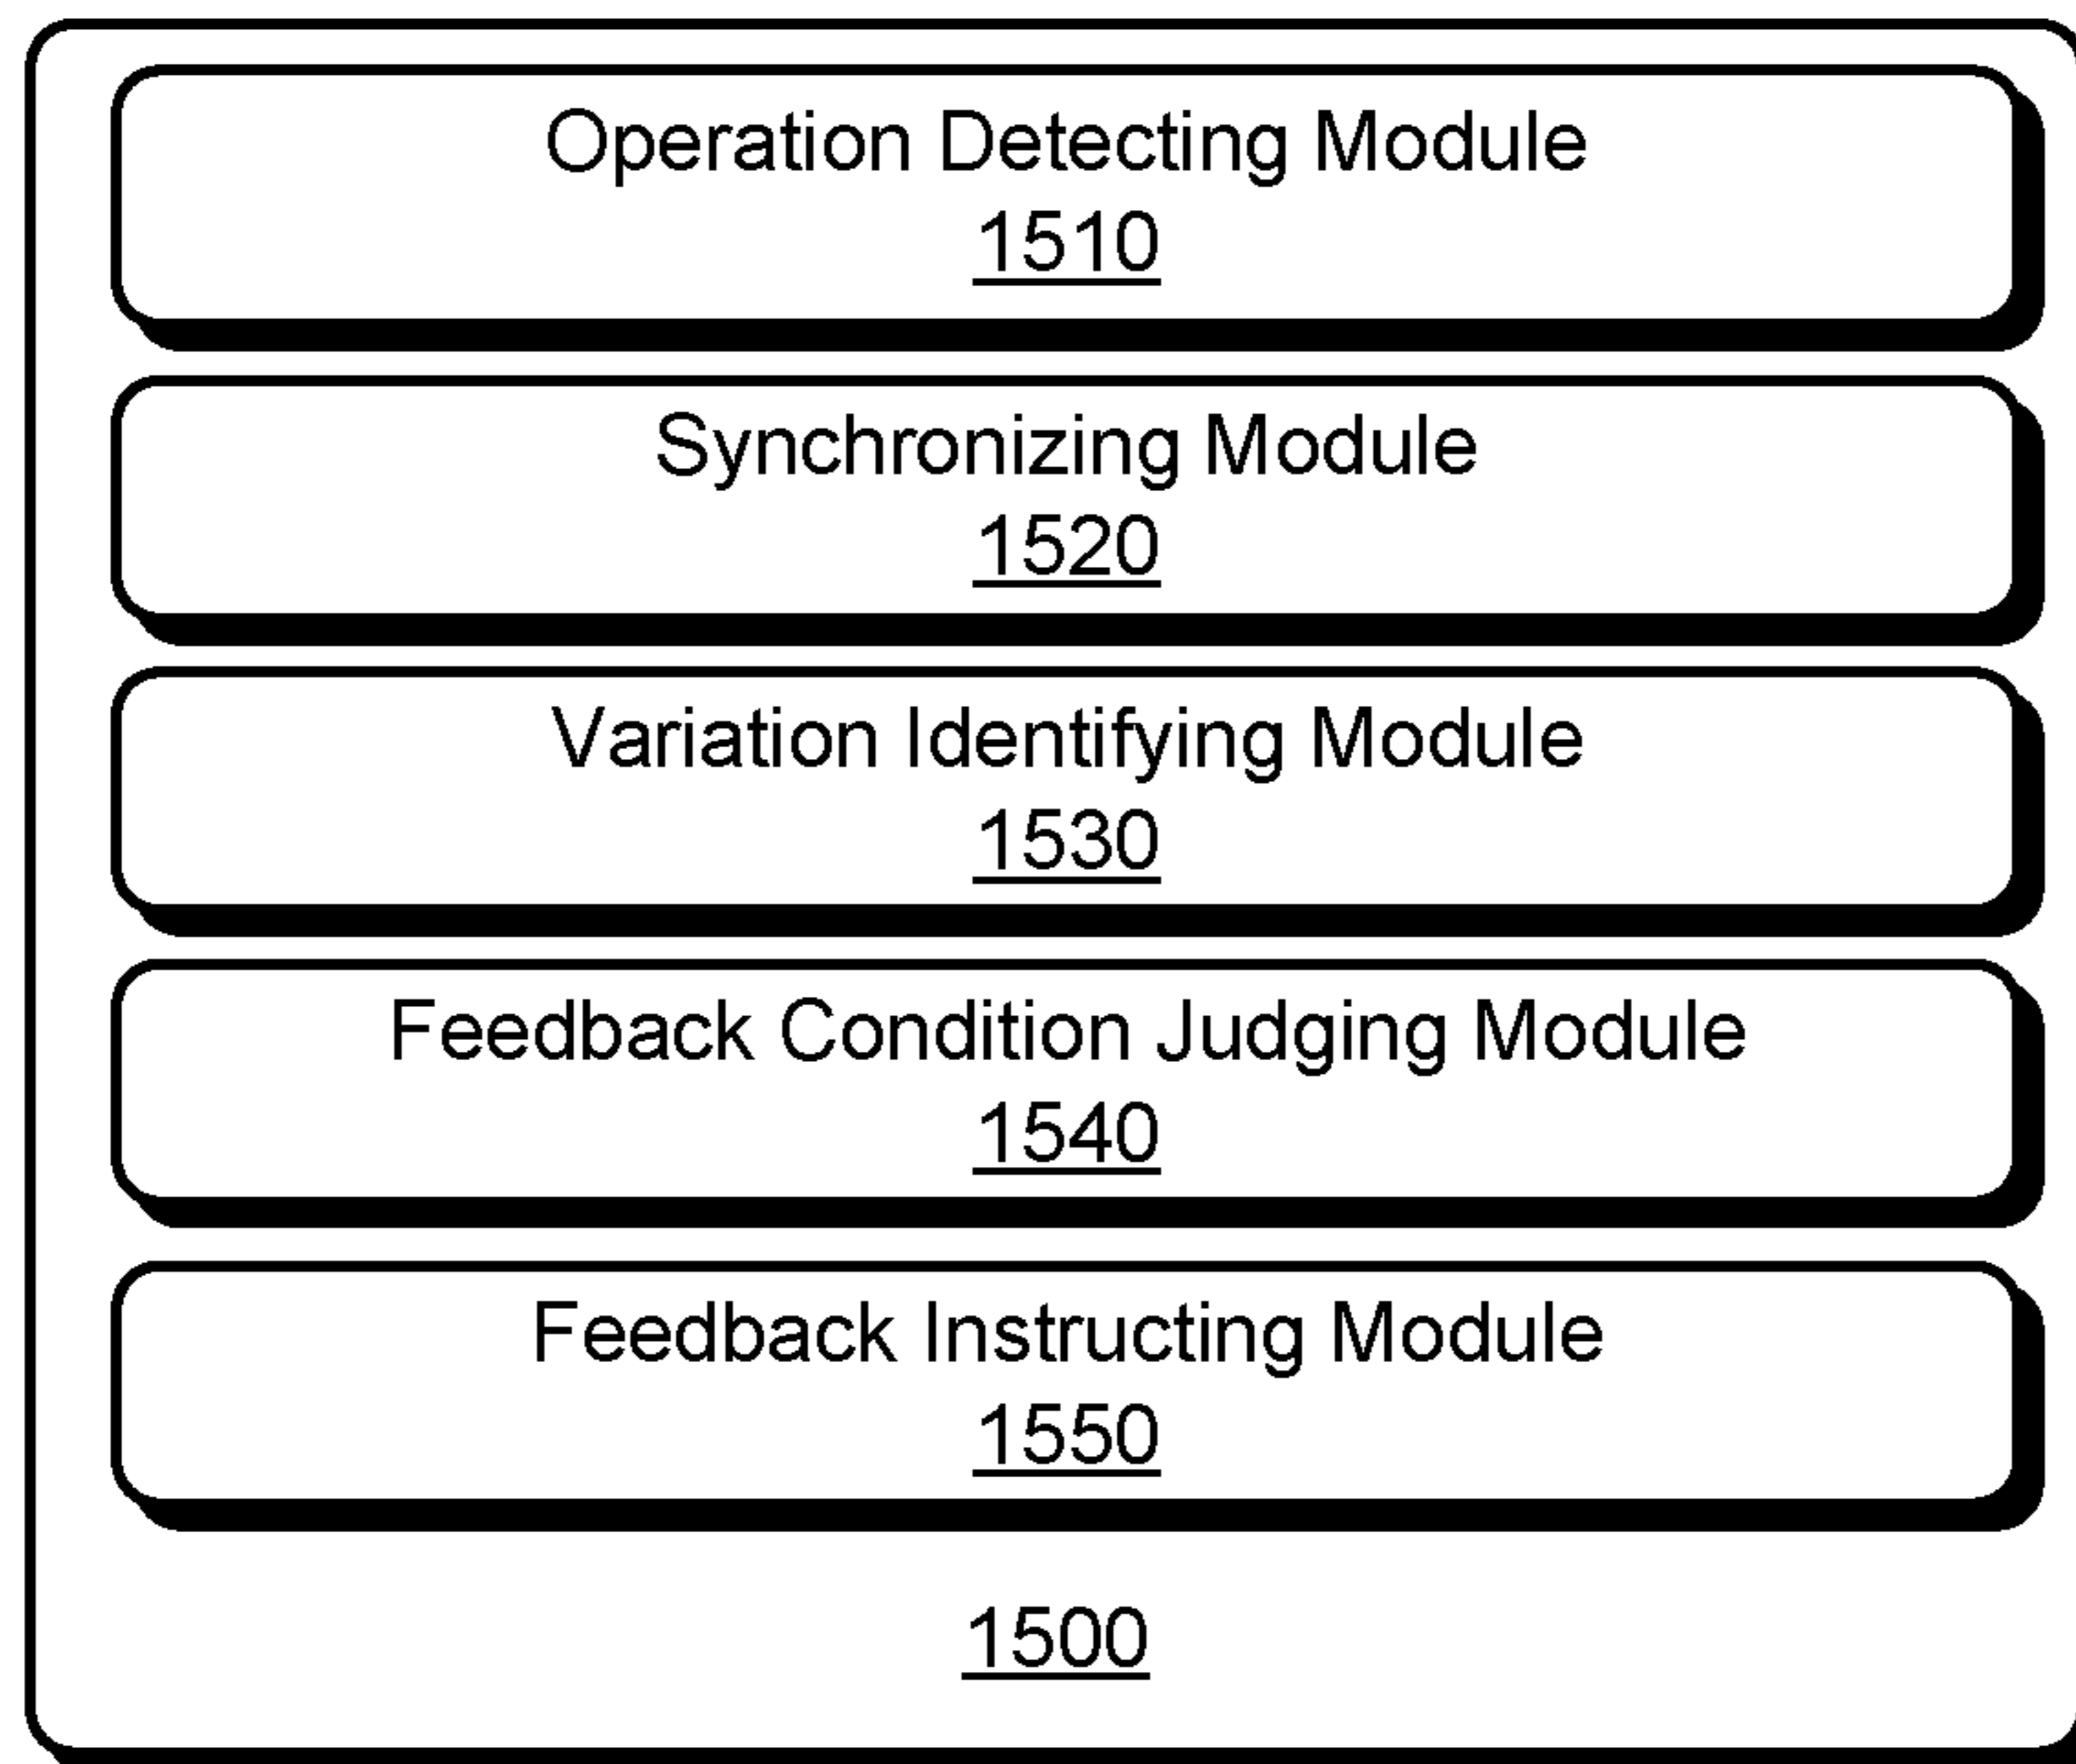 Operation Detecting Module
1510
Synchronizing Module
1520
Variation Identifying Module
1530
Feedback Condition Judging Module
1540
Feedback Instructing Module
1550
1500